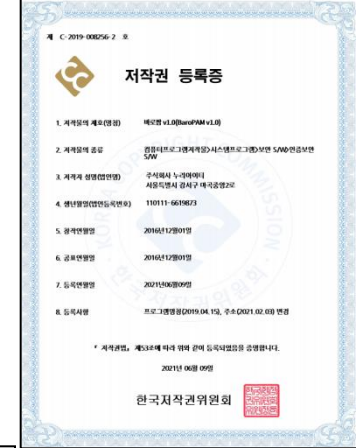 제 C-2019-008256-2 호
저작권 등록증
1. 저작물의 제호(명칭) 바로팜 v1.0(BaroPAM v1.0)
2. 저작물의 종류 컴퓨터프로그램저작물>시스템프로그램>보안 S/W>인증보안
S/W
3. 저작자 성명(법인명) 주식회사 누리아이티
서울특별시 강서구 마곡중앙2로
4. 생년월일(법인등록번호) 110111-6619873
5. 창작연월일 2016년12월01일
6. 공표연월일 2016년12월01일
7. 등록연월일 2021년06월09일
8. 등록사항 프로그램명칭(2019.04.15), 주소(2021.02.03) 변경
「저작권법」 제53조에 따라 위와 같이 등록되었음을 증명합니다.
2021년 06월 09일
한국저작권위원회